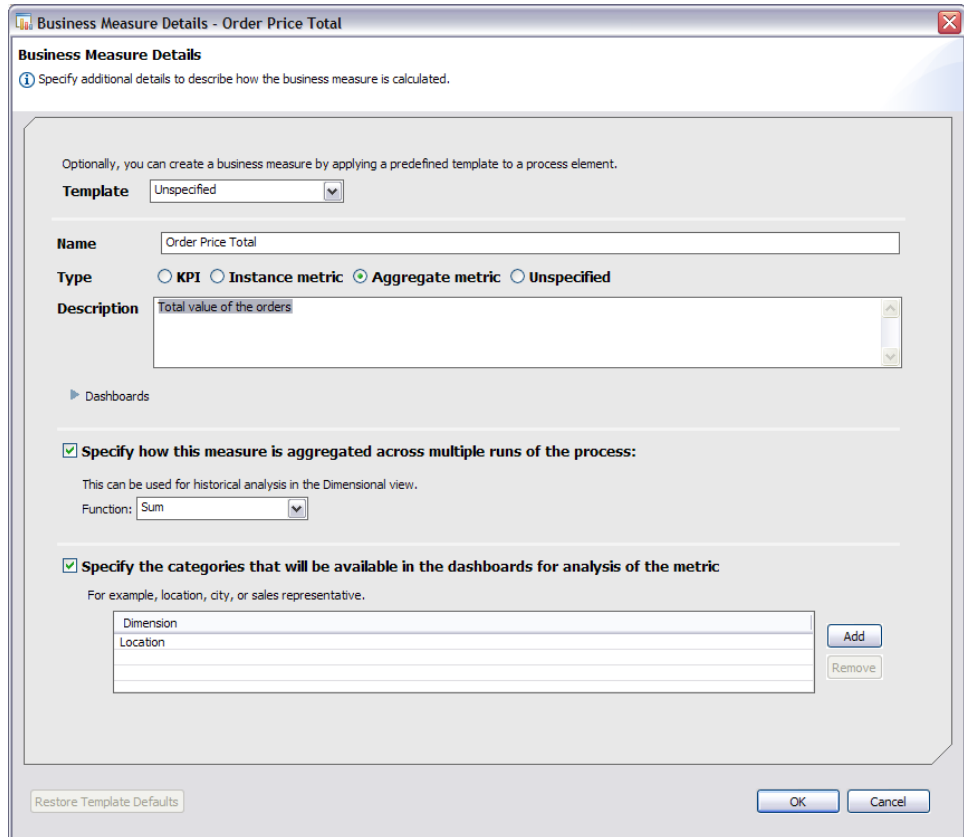 Business Measure Details - Order Price Total
Business Measure Details
Specify additional details to describe how the business measure is calculated.
Optionally, you can create a business measure by applying a predefined template to a process element.
Template Unspecified
Name Order Price Total
Type KPI Instance metric Aggregate metric Unspecified
Description Total value of the orders
Dashboards
Specify how this measure is aggregated across multiple runs of the process:
This can be used for historical analysis in the Dimensional view.
Function: Sum
Specify the categories that will be available in the dashboards for analysis of the metric
For example, location, city, or sales representative.
Dimension
Location
Add
Remove
Restore Template Defaults OK Cancel